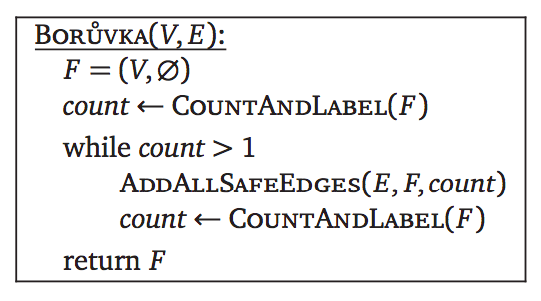 BORŮVKA(V, E):
F = (V, ∅)
count ← COUNTANDLABEL(F)
while count > 1
ADDALLSAFEEDGES(E, F, count)
count ← COUNTANDLABEL(F)
return F